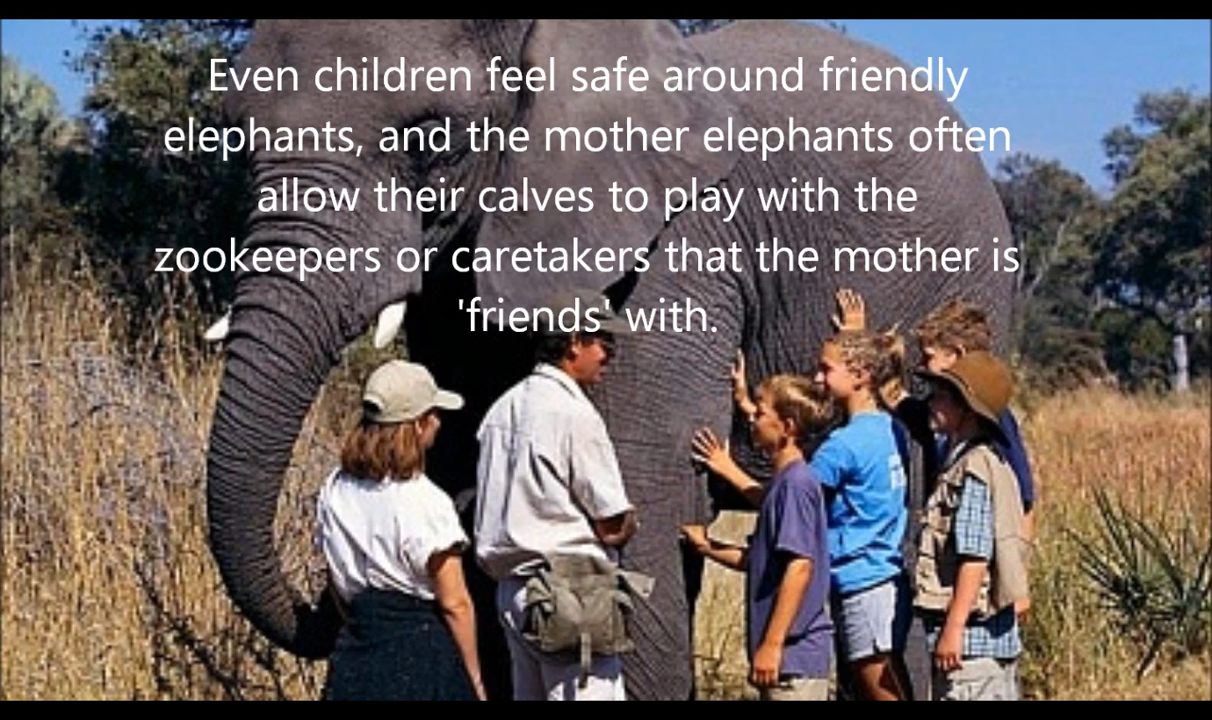 Even children feel safe around friendly
elephants, and the mother elephants often
allow their calves to play with the
zookeepers or caretakers that the mother is
'friends' with.